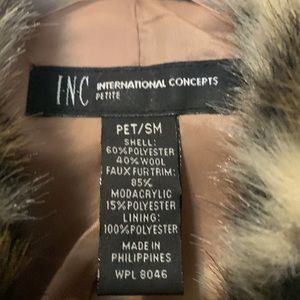 INC INTERNATIONAL CONCEPTS
PETITE
PET/SM
SHELL:
60%POLYESTER
40%WOOL
FAUX FUR TRIM:
85%
MODACRYLIC
15%POLYESTER
LINING:
100%POLYESTER
MADE IN
PHILIPPINES
WPL 8046